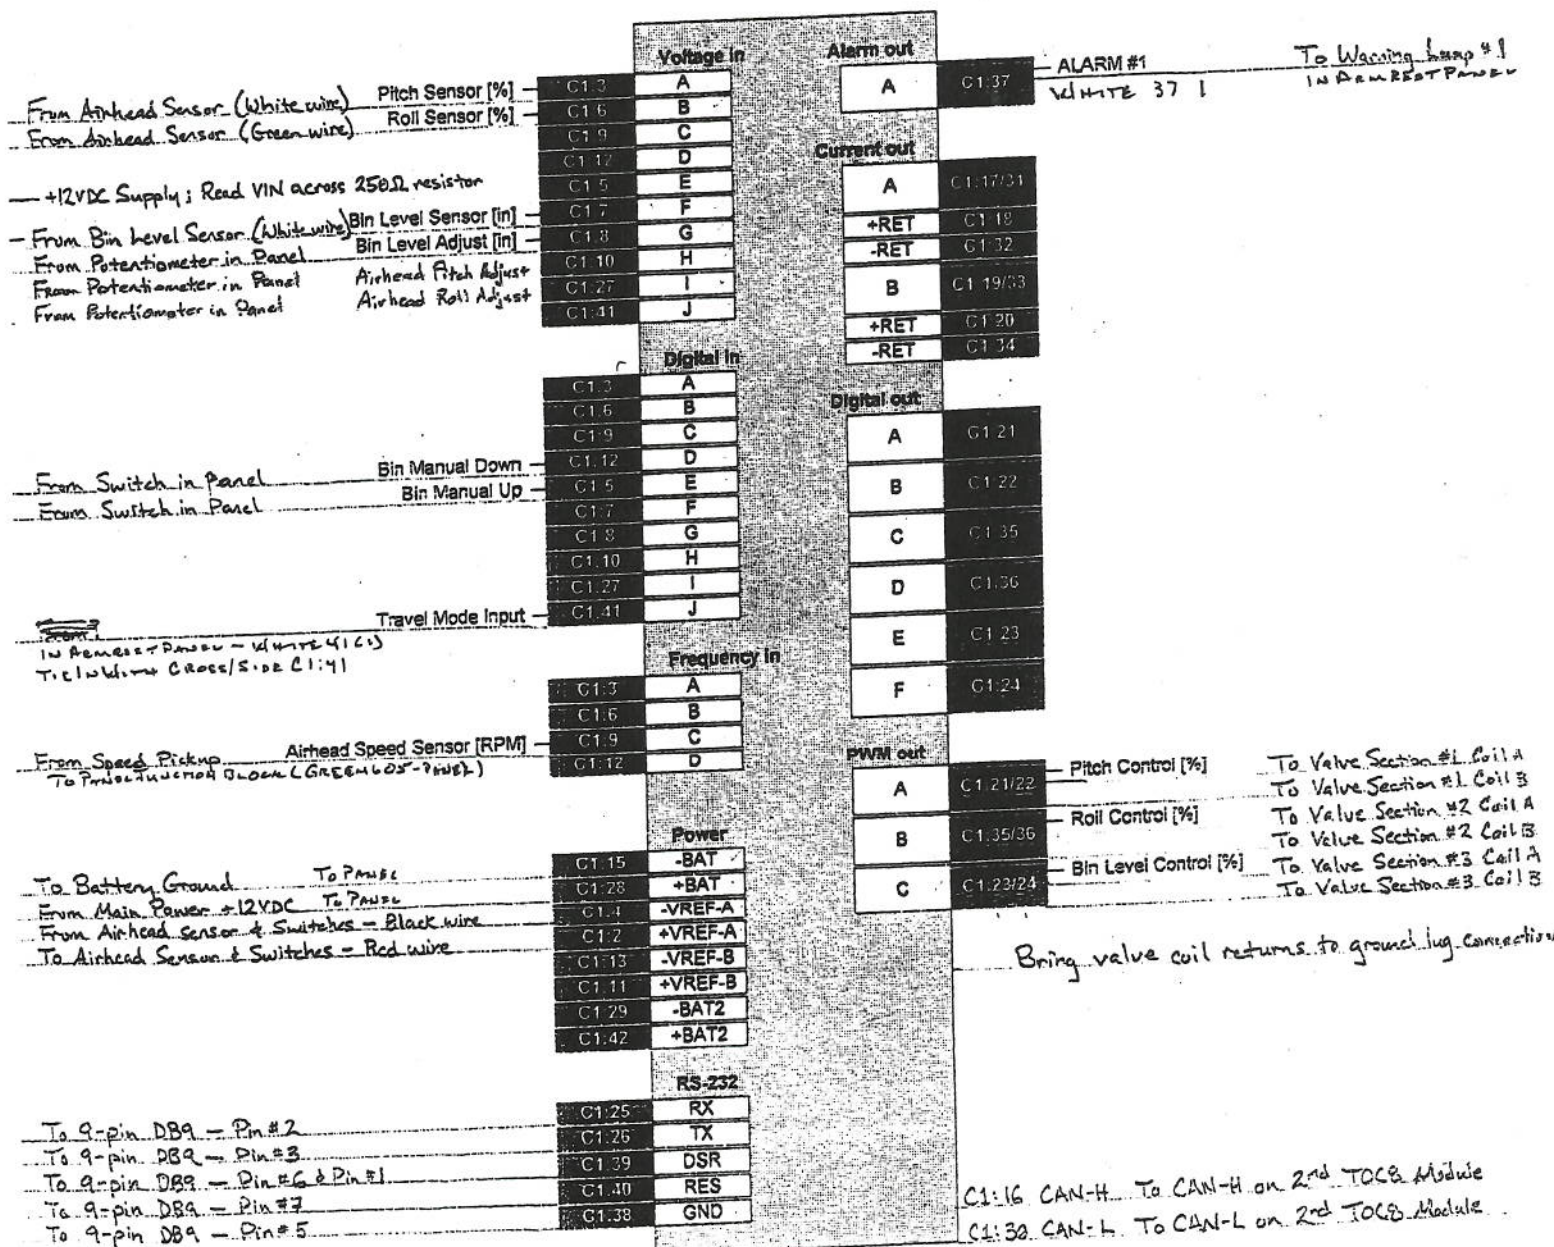 Voltage in
From Airhead Sensor (White wire) Pitch Sensor [%] C1:3 A
From Airhead Sensor (Green wire) Roll Sensor [%] C1:6 B
C1:9 C
C1:12 D
— +12VDC Supply; Read VIN across 250Ω resistor C1:5 E
From Bin Level Sensor (White wire) Bin Level Sensor [in] C1:7 F
From Potentiometer in Panel Bin Level Adjust [in] C1:8 G
From Potentiometer in Panel Airhead Pitch Adjust C1:10 H
From Potentiometer in Panel Airhead Roll Adjust C1:27 I
C1:41 J
Digital in
C1:3 A
C1:6 B
C1:9 C
From Switch in Panel Bin Manual Down C1:12 D
From Switch in Panel Bin Manual Up C1:5 E
C1:7 F
C1:8 G
C1:10 H
C1:27 I
Travel Mode Input C1:41 J
IN ARMREST PANEL - WHITE 41
TIE IN WITH CROSS/SIDE C1:41
Frequency in
C1:3 A
C1:6 B
From Speed Pickup Airhead Speed Sensor [RPM] C1:9 C
TO PANEL JUNCTION BLOCK (GREEN 605-PANEL) C1:12 D
Power
To Battery Ground TO PANEL C1:15 -BAT
From Main Power +12VDC TO PANEL C1:28 +BAT
From Airhead sensor & Switches - Black wire C1:4 -VREF-A
To Airhead Sensor & Switches - Red wire C1:2 +VREF-A
C1:13 -VREF-B
C1:11 +VREF-B
C1:29 -BAT2
C1:42 +BAT2
RS-232
To 9-pin DB9 - Pin #2 C1:25 RX
To 9-pin DB9 - Pin #3 C1:26 TX
To 9-pin DB9 - Pin #6 & Pin #1 C1:39 DSR
To 9-pin DB9 - Pin #7 C1:40 RES
To 9-pin DB9 - Pin #5 C1:38 GND
Alarm out
A C1:37 ALARM #1 To Warning Lamp #1
WHITE 37 1 IN ARMREST PANEL
Current out
A C1:17/31
+RET C1:18
-RET C1:32
B C1:19/33
+RET C1:20
-RET C1:34
Digital out
A C1:21
B C1:22
C C1:35
D C1:36
E C1:23
F C1:24
PWM out
A C1:21/22 Pitch Control [%] To Valve Section #1 Coil A
To Valve Section #1 Coil B
B C1:35/36 Roll Control [%] To Valve Section #2 Coil A
To Valve Section #2 Coil B
C C1:23/24 Bin Level Control [%] To Valve Section #3 Coil A
To Valve Section #3 Coil B
Bring valve coil returns to ground lug connection
C1:16 CAN-H To CAN-H on 2nd TOC8 Module
C1:30 CAN-L To CAN-L on 2nd TOC8 Module